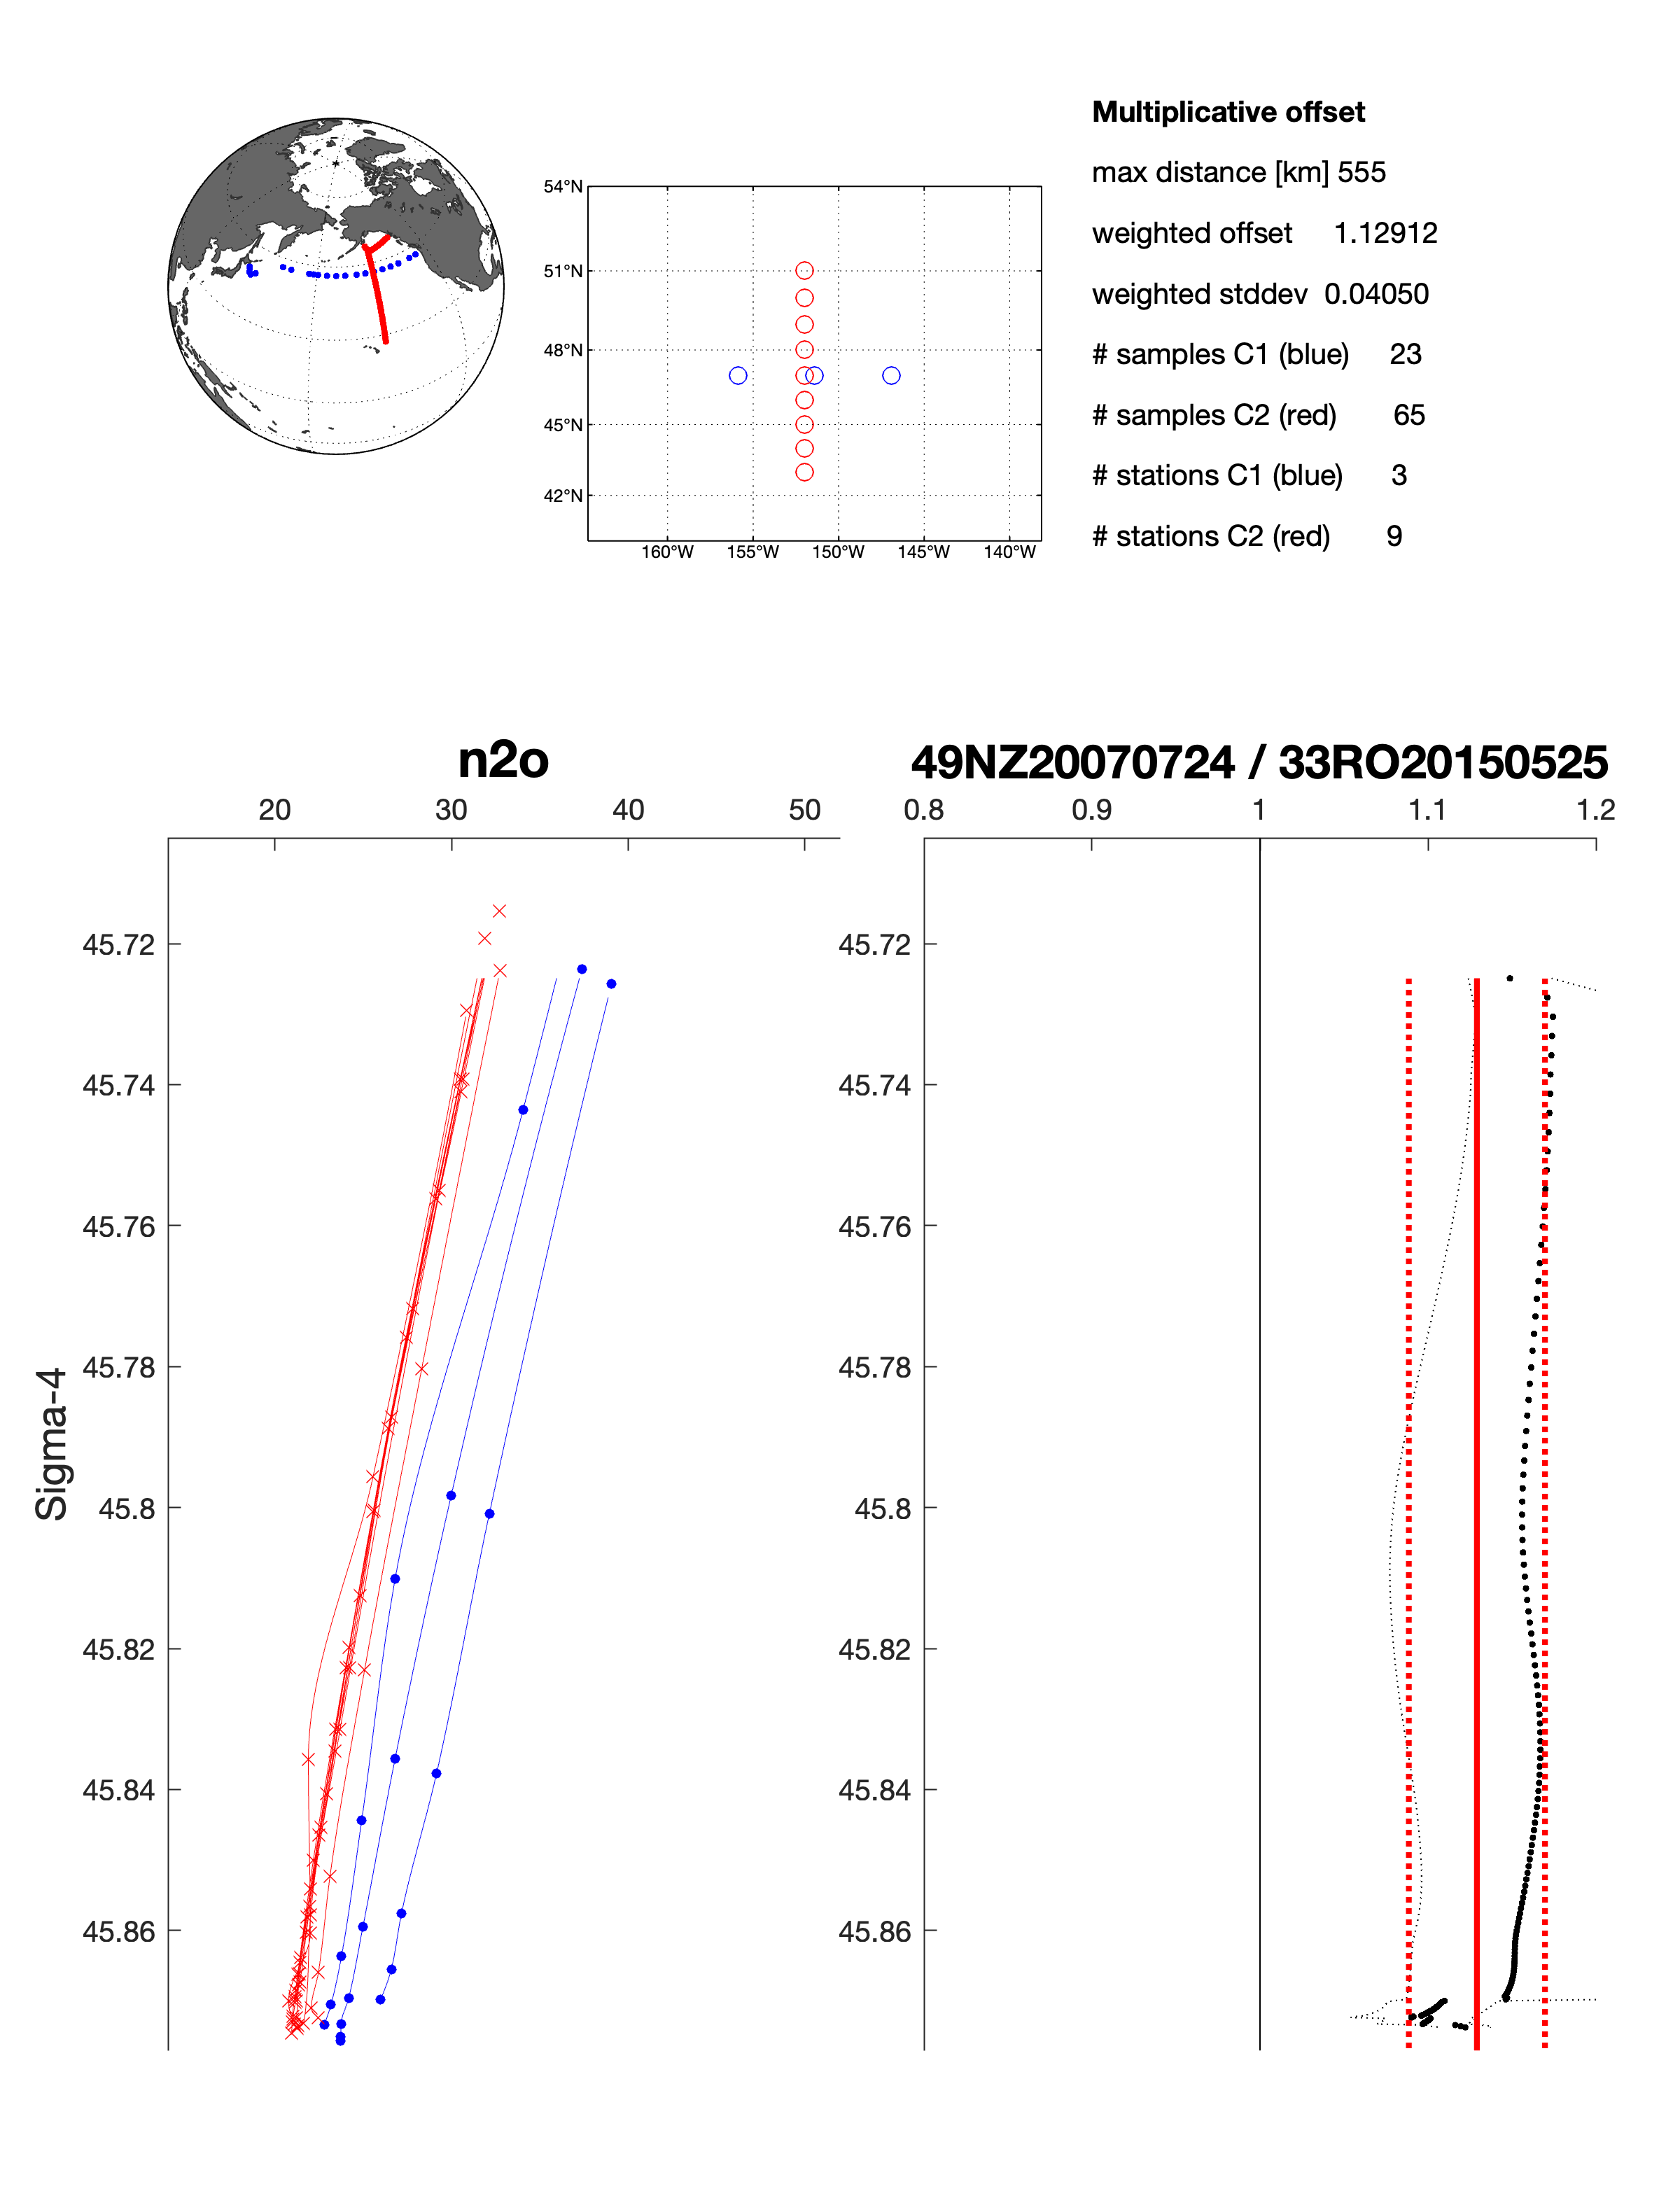 Multiplicative offset
max distance [km] 555
weighted offset 1.12912
weighted stddev 0.04050
# samples C1 (blue) 23
# samples C2 (red) 65
# stations C1 (blue) 3
# stations C2 (red) 9
54°N
51°N
48°N
45°N
42°N
160°W 155°W 150°W 145°W 140°W
n2o
20 30 40 50
45.72
45.74
45.76
45.78
45.8
45.82
45.84
45.86
Sigma-4
49NZ20070724 / 33RO20150525
0.8 0.9 1 1.1 1.2
45.72
45.74
45.76
45.78
45.8
45.82
45.84
45.86